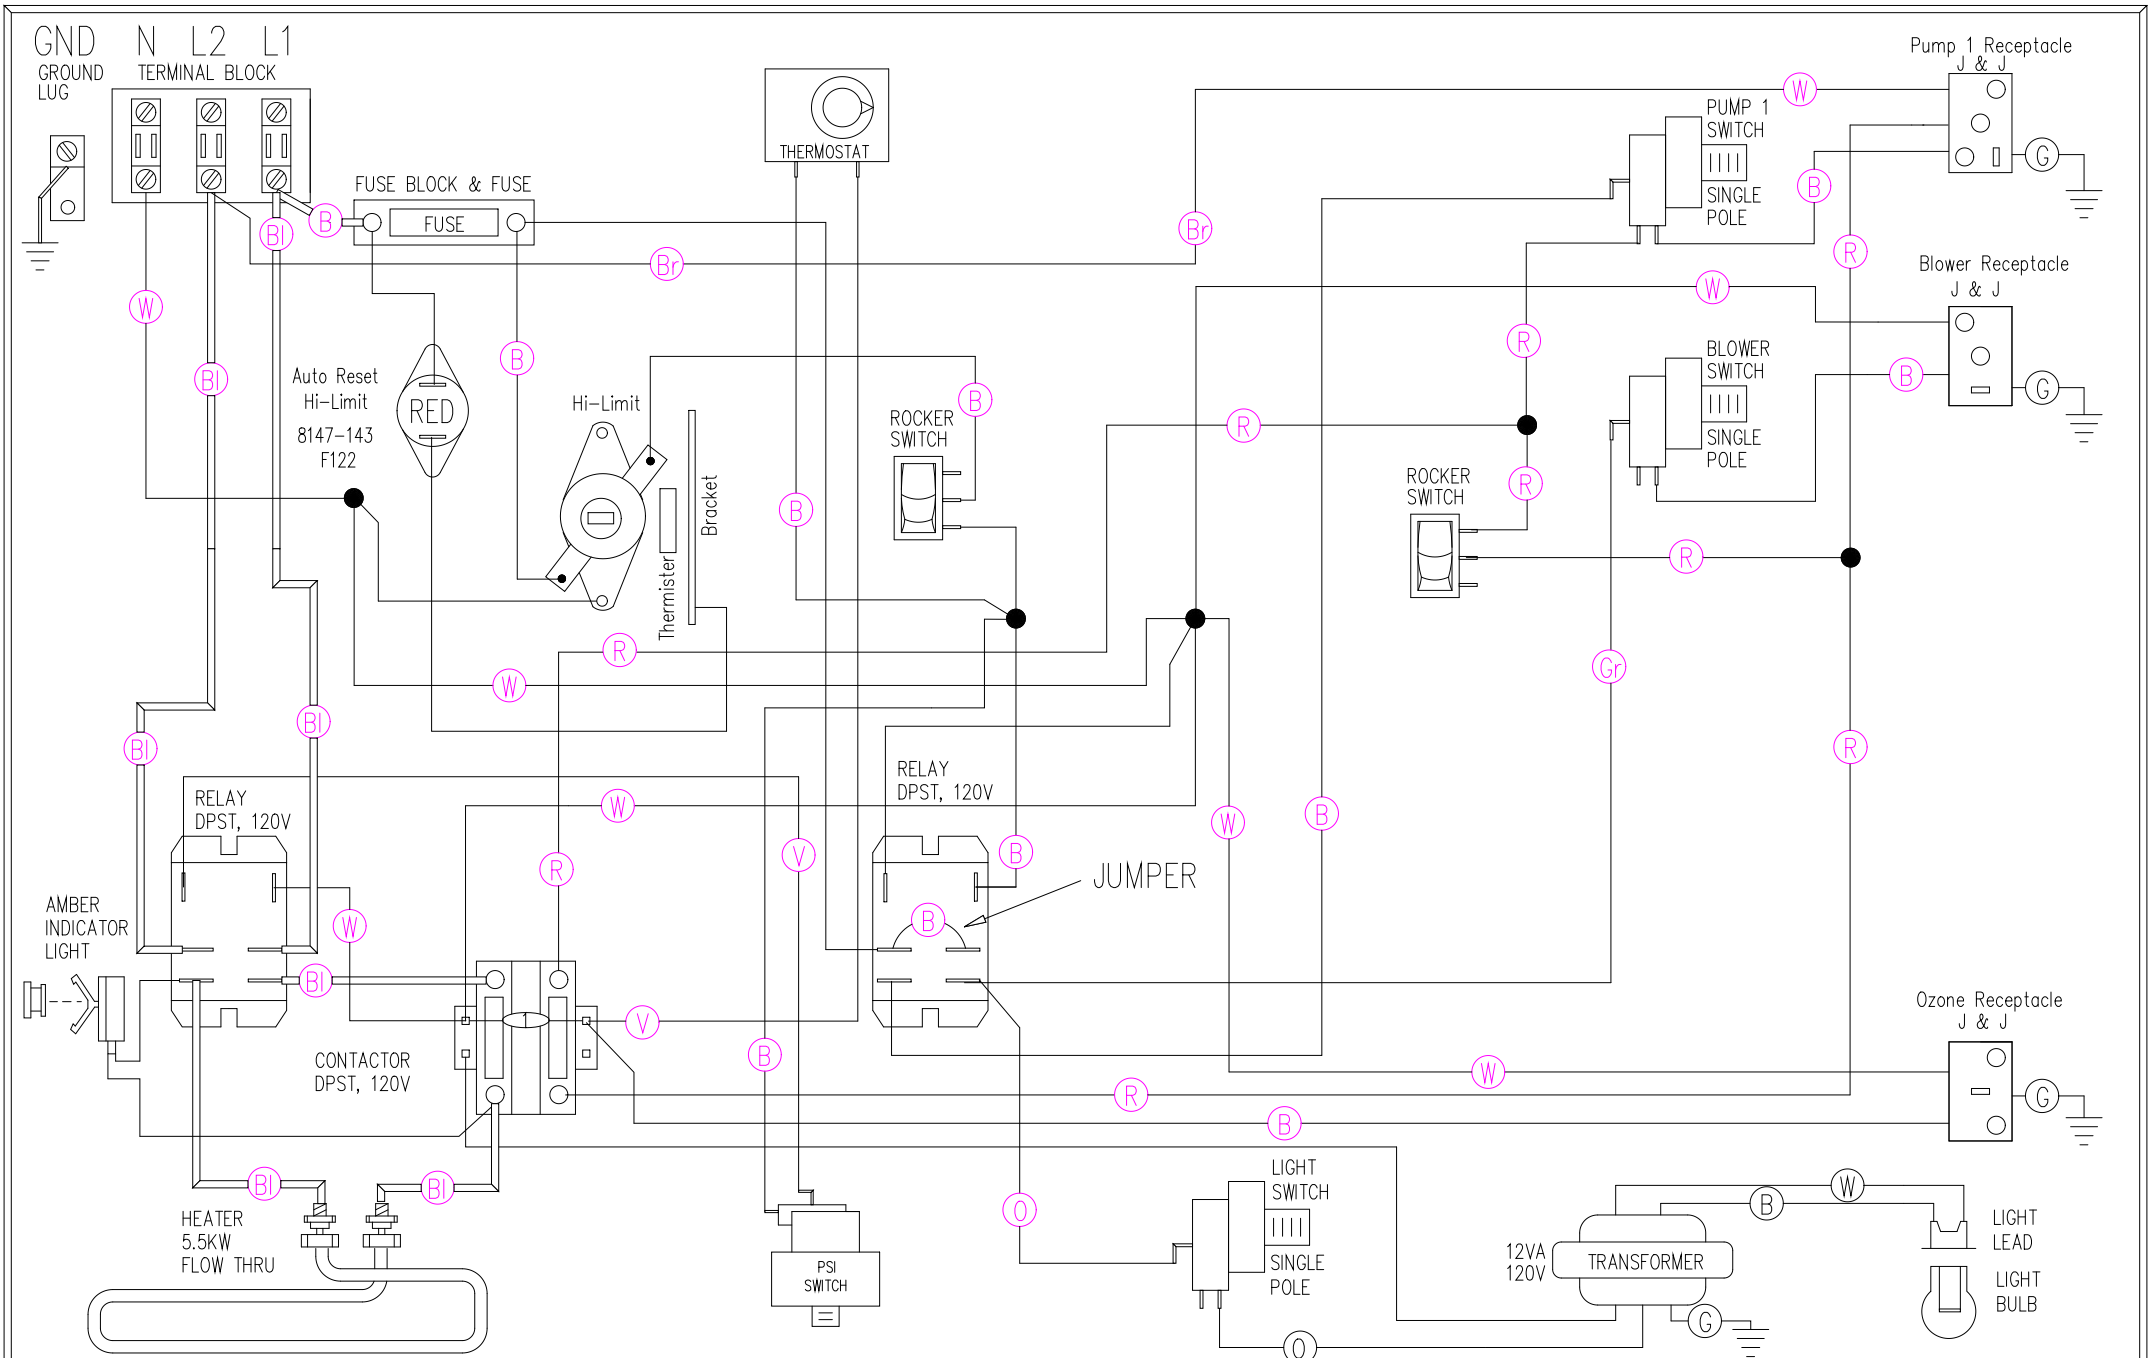 GND N L2 L1
GROUND
LUG
TERMINAL BLOCK
Pump 1 Receptacle
J & J
W
PUMP 1
SWITCH
THERMOSTAT
G
FUSE BLOCK & FUSE
B
SINGLE
POLE
B
FUSE
Bl
Br
Br
R
Blower Receptacle
J & J
W
W
R
BLOWER
SWITCH
B
Bl
Auto Reset
Hi-Limit
8147-143
F122
RED
Hi-Limit
B
ROCKER
SWITCH
B
G
R
SINGLE
POLE
ROCKER
SWITCH
R
B
Bracket
Thermister
R
R
W
Gr
Bl
Bl
R
RELAY
DPST, 120V
RELAY
DPST, 120V
W
W
B
V
B
R
JUMPER
AMBER
INDICATOR
LIGHT
W
B
Bl
Ozone Receptacle
J & J
1
V
CONTACTOR
DPST, 120V
B
W
R
G
B
Bl
Bl
LIGHT
SWITCH
W
B
O
HEATER
5.5KW
FLOW THRU
LIGHT
LEAD
12VA
120V
TRANSFORMER
PSI
SWITCH
SINGLE
POLE
LIGHT
BULB
G
O